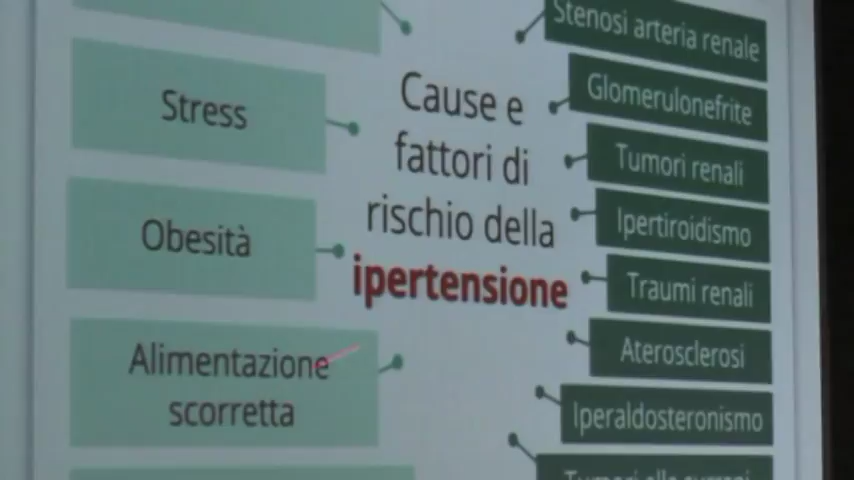 Stress
Obesità
Alimentazione
scorretta
Cause e
fattori di
rischio della
ipertensione
Stenosi arteria renale
Glomerulonefrite
Tumori renali
Ipertiroidismo
Traumi renali
Aterosclerosi
Iperaldosteronismo